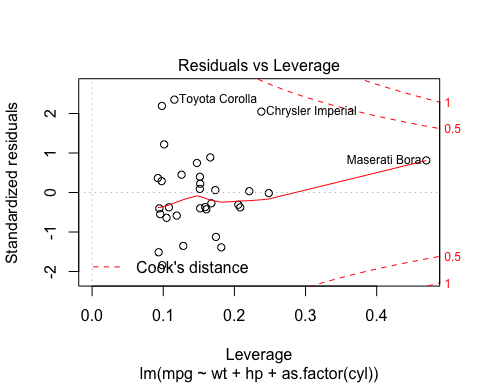 Residuals vs Leverage
Standardized residuals
2
1
0
-1
-2
Toyota Corolla
Chrysler Imperial
Maserati Bora
1
0.5
0.5
1
Cook's distance
0.0 0.1 0.2 0.3 0.4
Leverage
lm(mpg ~ wt + hp + as.factor(cyl))